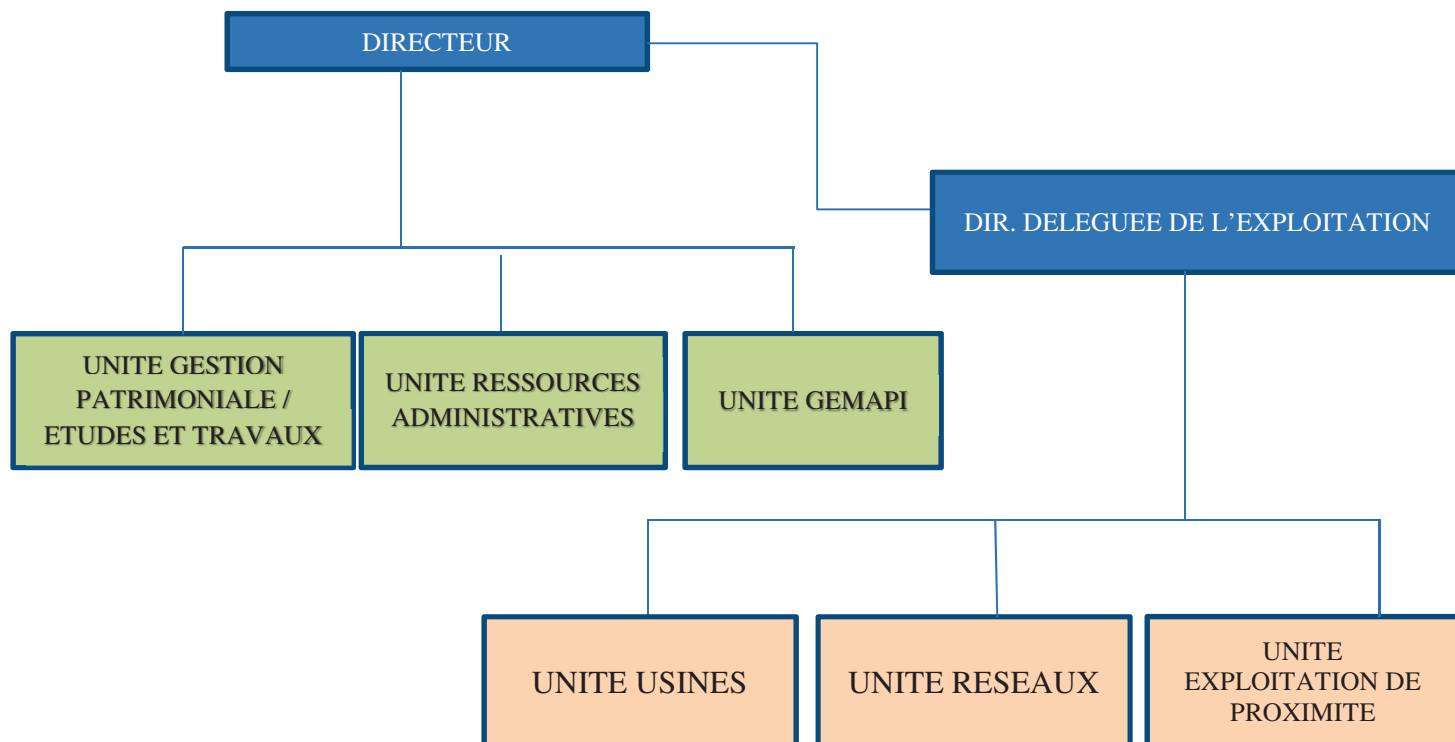 DIRECTEUR
DIR. DELEGUEE DE L’EXPLOITATION
UNITE GESTION
PATRIMONIALE /
ETUDES ET TRAVAUX
UNITE RESSOURCES
ADMINISTRATIVES
UNITE GEMAPI
UNITE USINES
UNITE RESEAUX
UNITE
EXPLOITATION DE
PROXIMITE